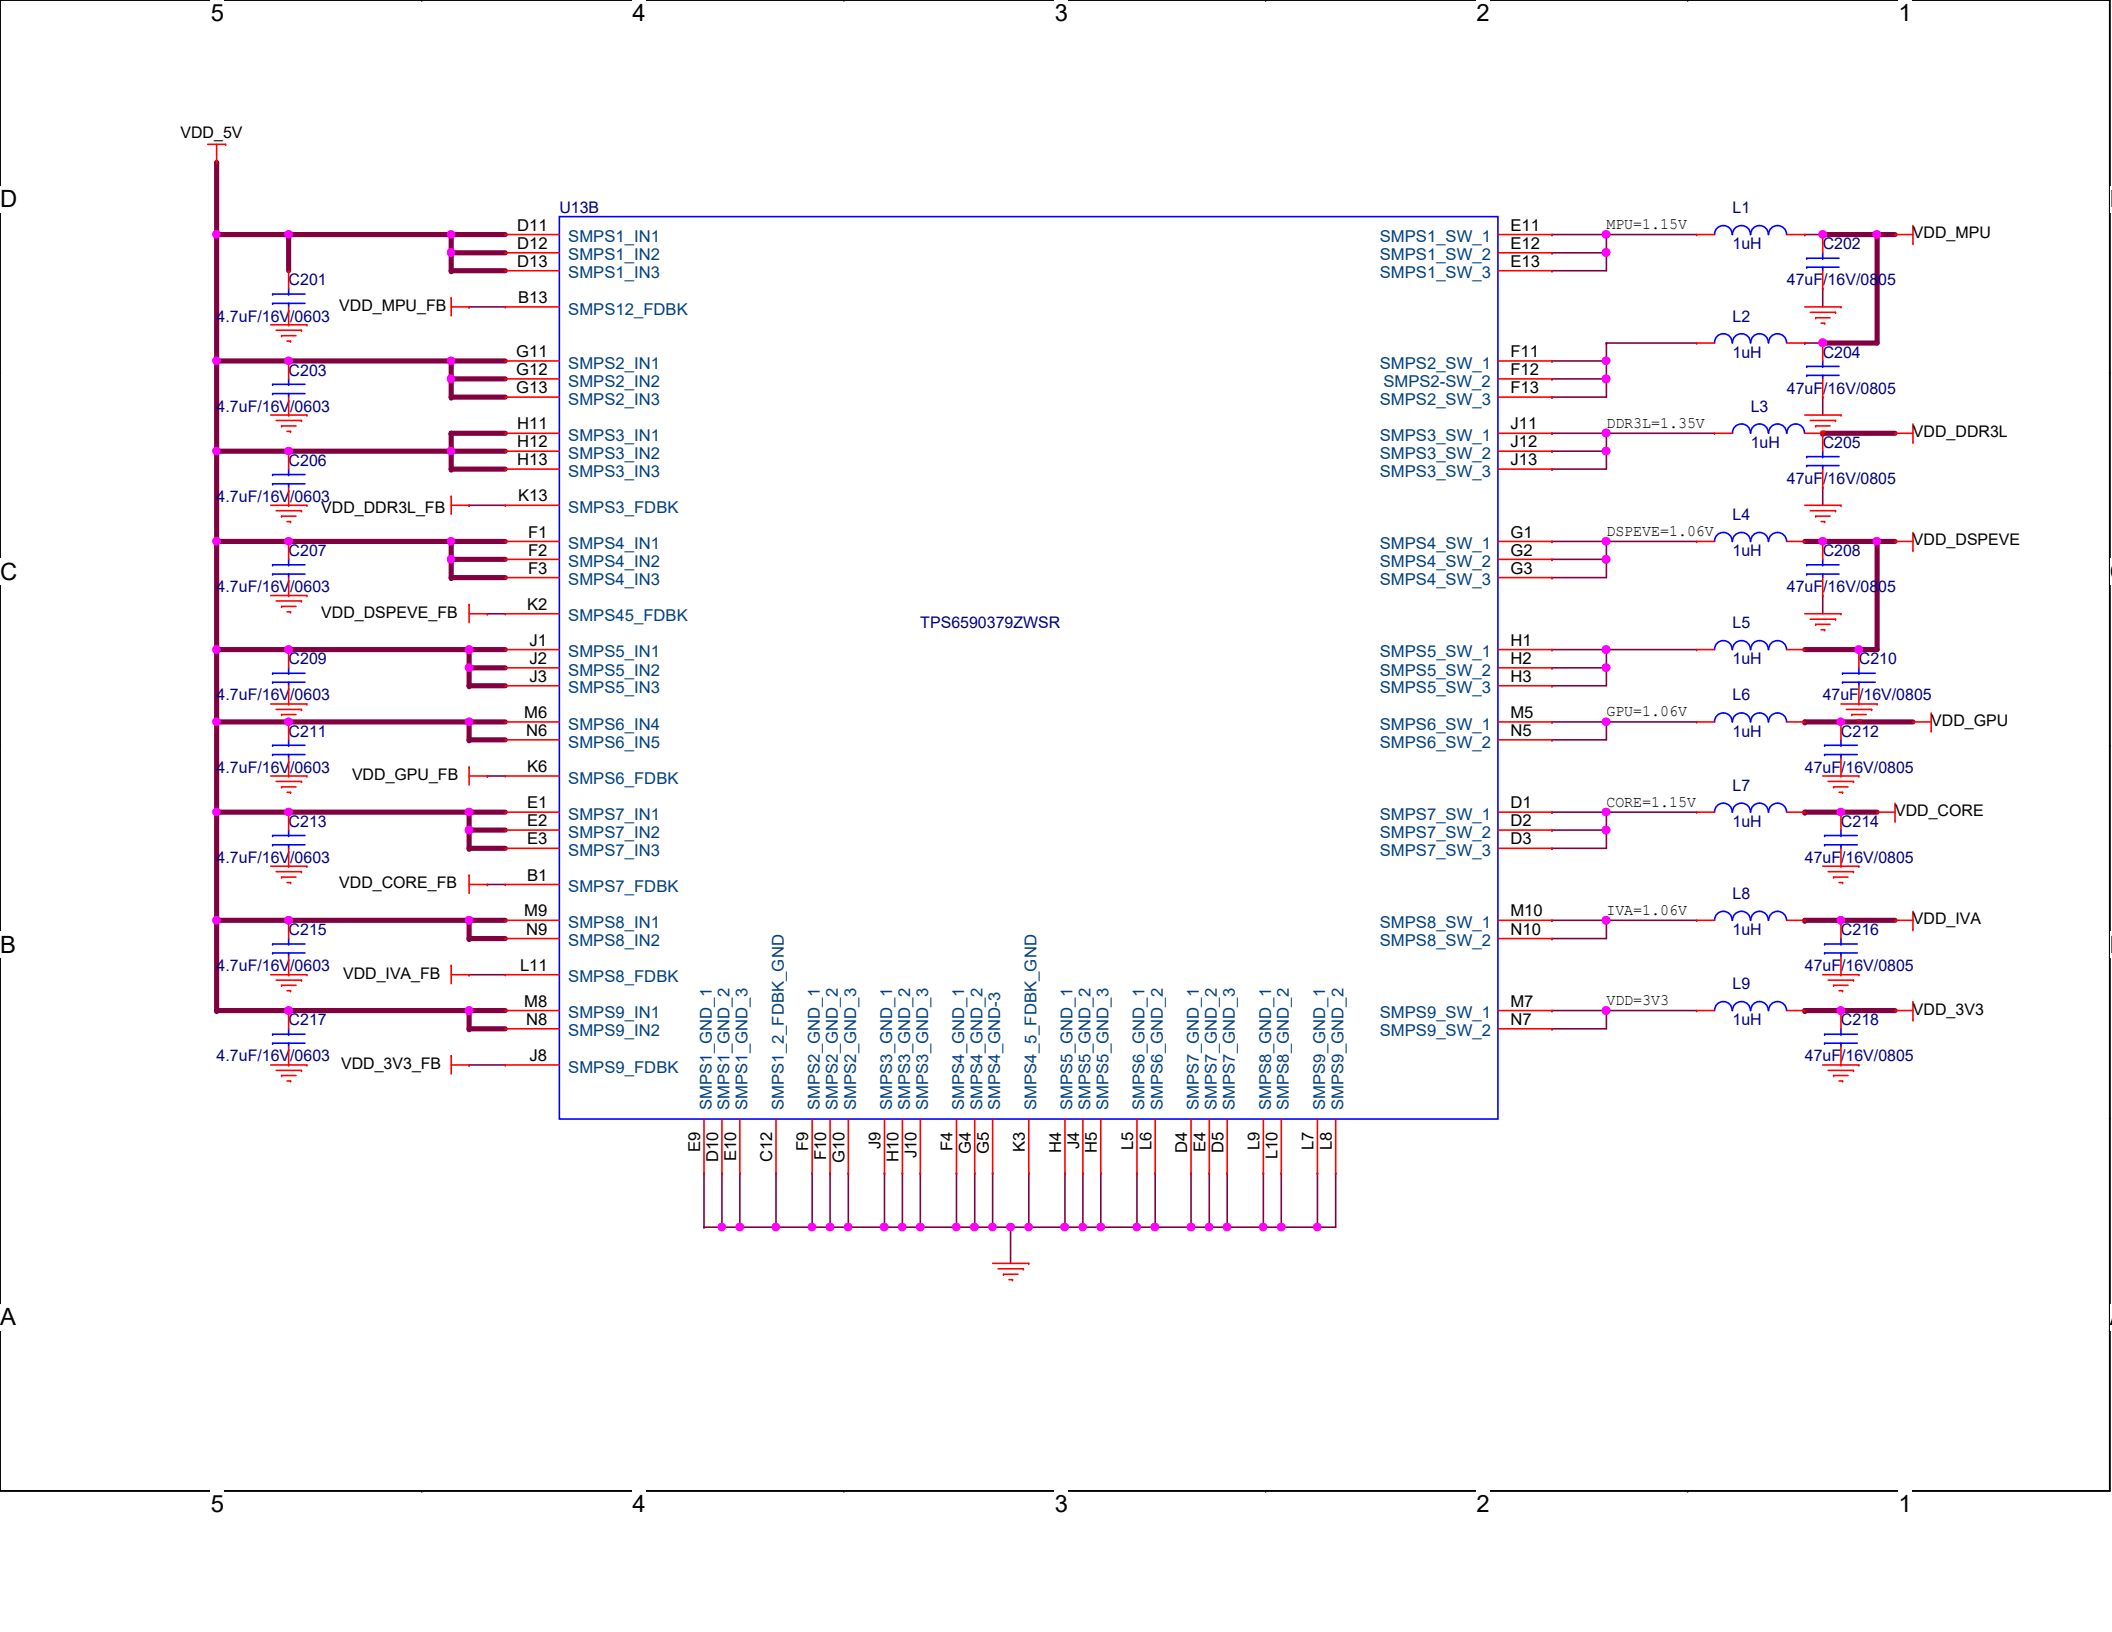 5 4 3 2 1
VDD_5V
D
U13B
D11 SMPS1_IN1
D12 SMPS1_IN2
D13 SMPS1_IN3
C201
4.7uF/16V/0603
VDD_MPU_FB B13 SMPS12_FDBK
G11 SMPS2_IN1
G12 SMPS2_IN2
G13 SMPS2_IN3
C203
4.7uF/16V/0603
H11 SMPS3_IN1
H12 SMPS3_IN2
H13 SMPS3_IN3
C206
4.7uF/16V/0603
VDD_DDR3L_FB K13 SMPS3_FDBK
F1 SMPS4_IN1
F2 SMPS4_IN2
F3 SMPS4_IN3
C207
C
4.7uF/16V/0603
VDD_DSPEVE_FB K2 SMPS45_FDBK
J1 SMPS5_IN1
J2 SMPS5_IN2
J3 SMPS5_IN3
C209
4.7uF/16V/0603
M6 SMPS6_IN4
N6 SMPS6_IN5
C211
4.7uF/16V/0603
VDD_GPU_FB K6 SMPS6_FDBK
E1 SMPS7_IN1
E2 SMPS7_IN2
E3 SMPS7_IN3
C213
4.7uF/16V/0603
VDD_CORE_FB B1 SMPS7_FDBK
M9 SMPS8_IN1
N9 SMPS8_IN2
C215
B
4.7uF/16V/0603
VDD_IVA_FB L11 SMPS8_FDBK
M8 SMPS9_IN1
N8 SMPS9_IN2
C217
4.7uF/16V/0603
VDD_3V3_FB J8 SMPS9_FDBK
TPS6590379ZWSR
SMPS1_SW_1 E11 MPU=1.15V L1 1uH VDD_MPU
SMPS1_SW_2 E12
SMPS1_SW_3 E13
C202
47uF/16V/0805
L2
1uH
SMPS2_SW_1 F11
SMPS2-SW_2 F12
SMPS2_SW_3 F13
C204
47uF/16V/0805
SMPS3_SW_1 J11 DDR3L=1.35V L3 1uH VDD_DDR3L
SMPS3_SW_2 J12
SMPS3_SW_3 J13
C205
47uF/16V/0805
SMPS4_SW_1 G1 DSPEVE=1.06V L4 1uH VDD_DSPEVE
SMPS4_SW_2 G2
SMPS4_SW_3 G3
C208
47uF/16V/0805
SMPS5_SW_1 H1 L5 1uH
SMPS5_SW_2 H2
SMPS5_SW_3 H3
C210
47uF/16V/0805
SMPS6_SW_1 M5 GPU=1.06V L6 1uH VDD_GPU
SMPS6_SW_2 N5
C212
47uF/16V/0805
SMPS7_SW_1 D1 CORE=1.15V L7 1uH VDD_CORE
SMPS7_SW_2 D2
SMPS7_SW_3 D3
C214
47uF/16V/0805
SMPS8_SW_1 M10 IVA=1.06V L8 1uH VDD_IVA
SMPS8_SW_2 N10
C216
47uF/16V/0805
SMPS9_SW_1 M7 VDD=3V3 L9 1uH VDD_3V3
SMPS9_SW_2 N7
C218
47uF/16V/0805
SMPS1_GND_1 E9
SMPS1_GND_2 D10
SMPS1_GND_3 E10
SMPS1_2_FDBK_GND C12
SMPS2_GND_1 F9
SMPS2_GND_2 F10
SMPS2_GND_3 G10
SMPS3_GND_1 J9
SMPS3_GND_2 H10
SMPS3_GND_3 J10
SMPS4_GND_1 F4
SMPS4_GND_2 G4
SMPS4_GND-3 G5
SMPS4_5_FDBK_GND K3
SMPS5_GND_1 H4
SMPS5_GND_2 J4
SMPS5_GND_3 H5
SMPS6_GND_1 L5
SMPS6_GND_2 L6
SMPS7_GND_1 D4
SMPS7_GND_2 E4
SMPS7_GND_3 D5
SMPS8_GND_1 L9
SMPS8_GND_2 L10
SMPS9_GND_1 L7
SMPS9_GND_2 L8
A
5 4 3 2 1